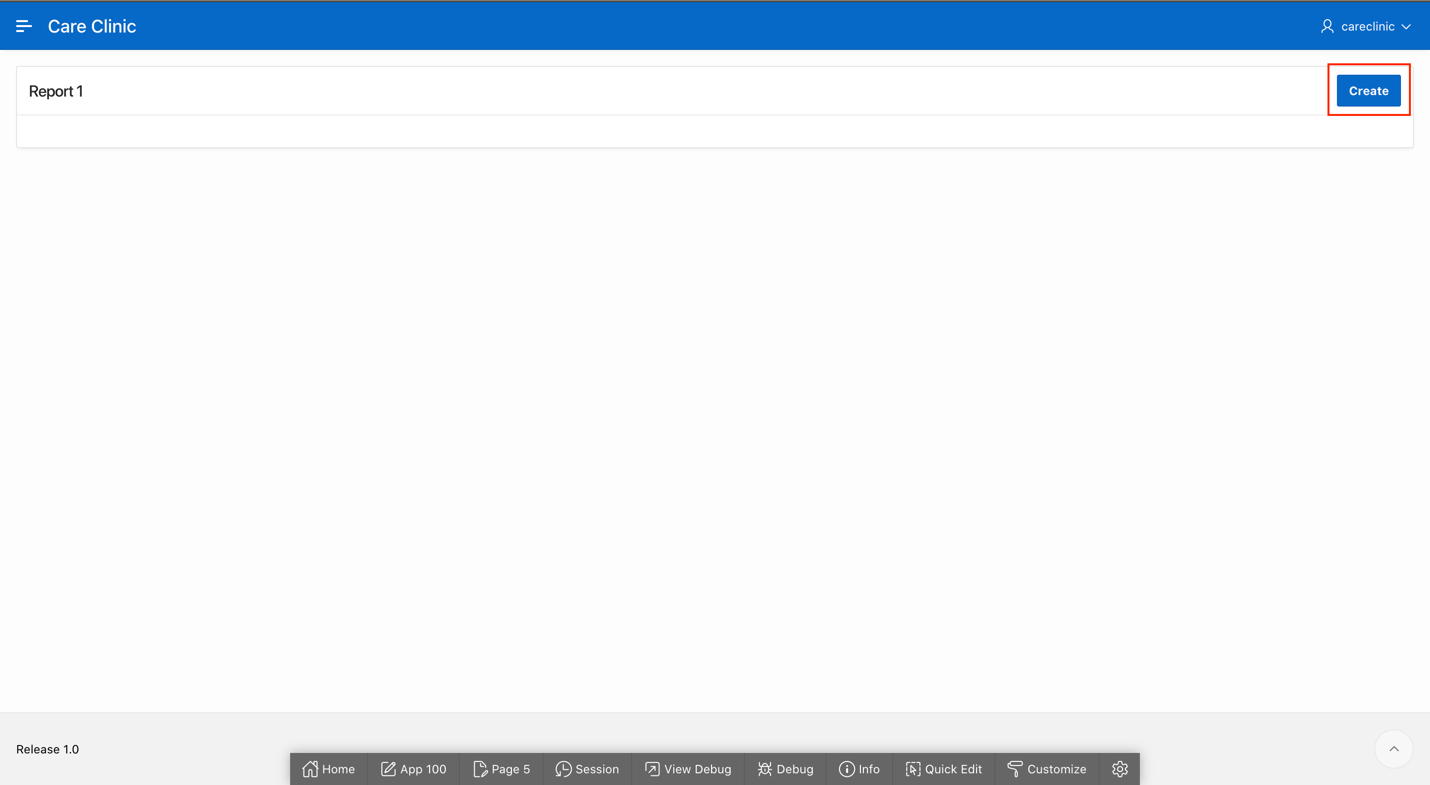 Care Clinic
careclinic
Report 1
Create
Release 1.0
Home
App 100
Page 5
Session
View Debug
Debug
Info
Quick Edit
Customize